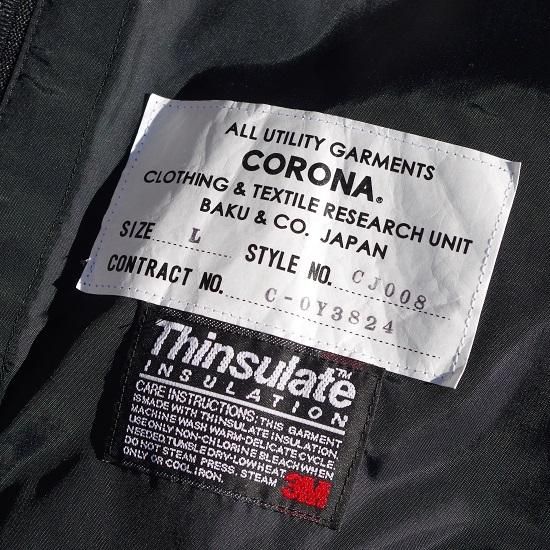 ALL UTILITY GARMENTS
CORONA®
CLOTHING & TEXTILE RESEARCH UNIT
BAKU & CO. JAPAN
SIZE L STYLE NO. CJ008
CONTRACT NO. C-0Y3824
Thinsulate™
INSULATION
CARE INSTRUCTIONS: THIS GARMENT
IS MADE WITH THINSULATE INSULATION.
MACHINE WASH WARM-DELICATE CYCLE.
USE ONLY NON-CHLORINE BLEACH WHEN
NEEDED. TUMBLE DRY-LOW HEAT.
DO NOT STEAM PRESS. STEAM
ONLY OR COOL IRON.
3M